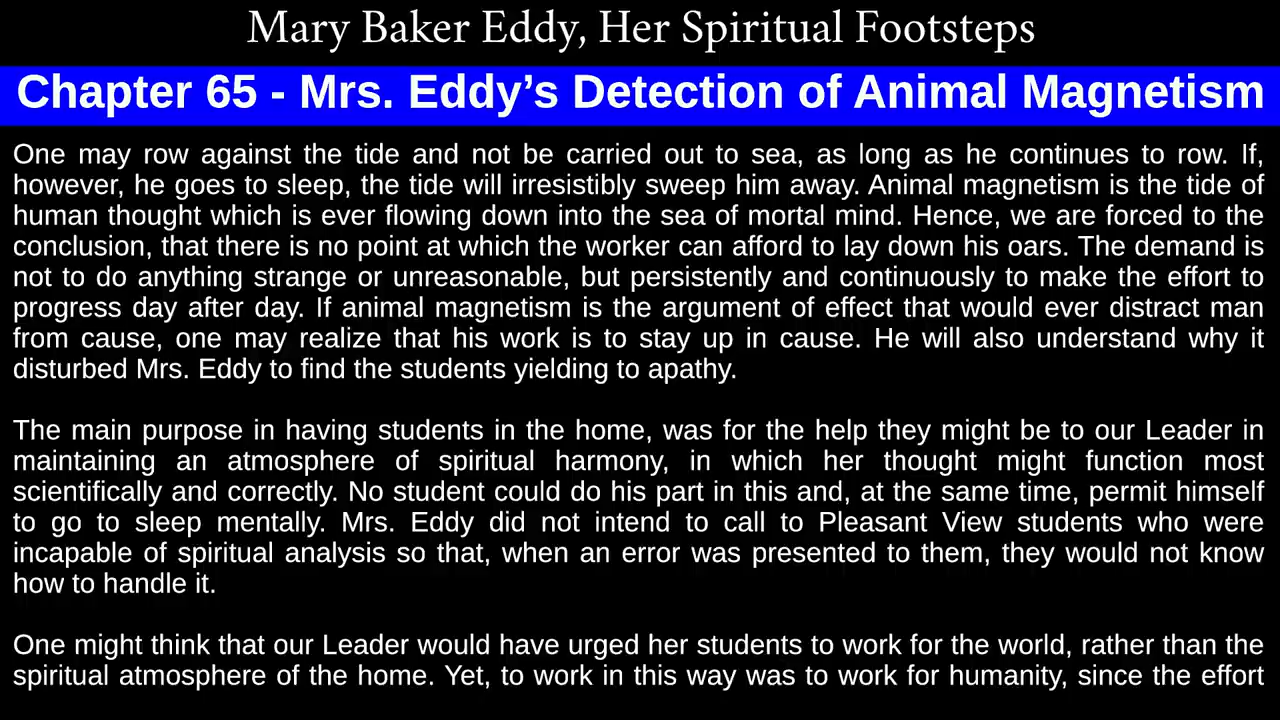 Mary Baker Eddy, Her Spiritual Footsteps
Chapter 65 - Mrs. Eddy’s Detection of Animal Magnetism
One may row against the tide and not be carried out to sea, as long as he continues to row. If,
however, he goes to sleep, the tide will irresistibly sweep him away. Animal magnetism is the tide of
human thought which is ever flowing down into the sea of mortal mind. Hence, we are forced to the
conclusion, that there is no point at which the worker can afford to lay down his oars. The demand is
not to do anything strange or unreasonable, but persistently and continuously to make the effort to
progress day after day. If animal magnetism is the argument of effect that would ever distract man
from cause, one may realize that his work is to stay up in cause. He will also understand why it
disturbed Mrs. Eddy to find the students yielding to apathy.
The main purpose in having students in the home, was for the help they might be to our Leader in
maintaining an atmosphere of spiritual harmony, in which her thought might function most
scientifically and correctly. No student could do his part in this and, at the same time, permit himself
to go to sleep mentally. Mrs. Eddy did not intend to call to Pleasant View students who were
incapable of spiritual analysis so that, when an error was presented to them, they would not know
how to handle it.
One might think that our Leader would have urged her students to work for the world, rather than the
spiritual atmosphere of the home. Yet, to work in this way was to work for humanity, since the effort